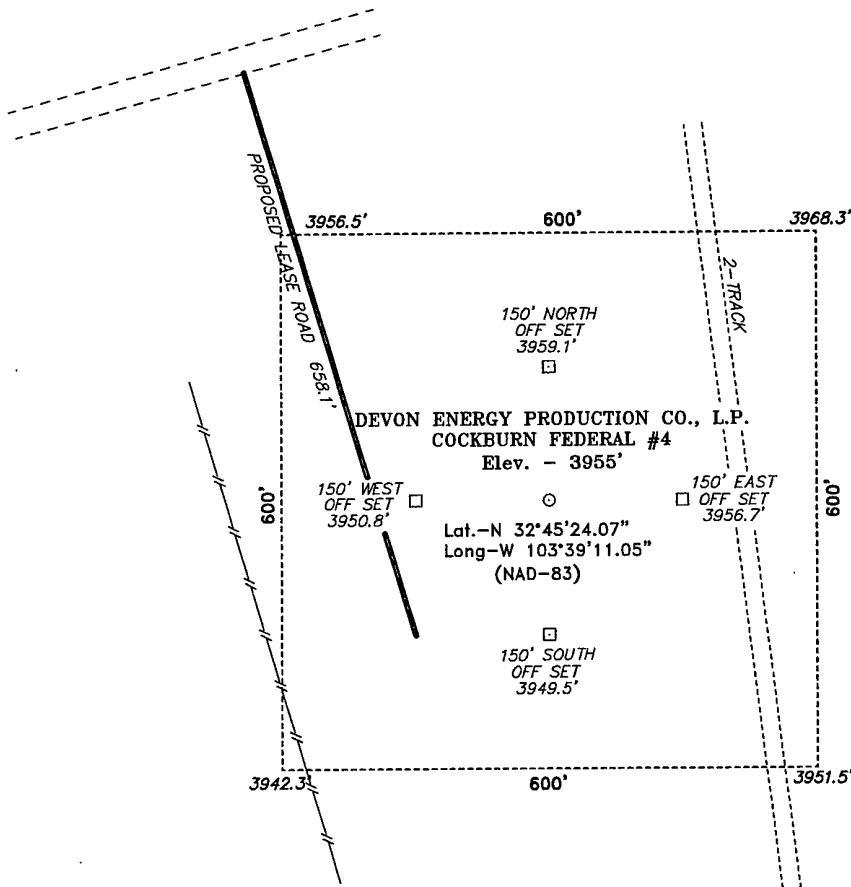 3956.5'
600'
3968.3'
PROPOSED LEASE ROAD 658.1'
2-TRACK
150' NORTH
OFF SET
3959.1'
DEVON ENERGY PRODUCTION CO., L.P.
COCKBURN FEDERAL #4
Elev. - 3955'
600'
150' WEST
OFF SET
3950.8'
150' EAST
OFF SET
3956.7'
600'
Lat.-N 32°45'24.07"
Long-W 103°39'11.05"
(NAD-83)
150' SOUTH
OFF SET
3949.5'
3942.3'
600'
3951.5'